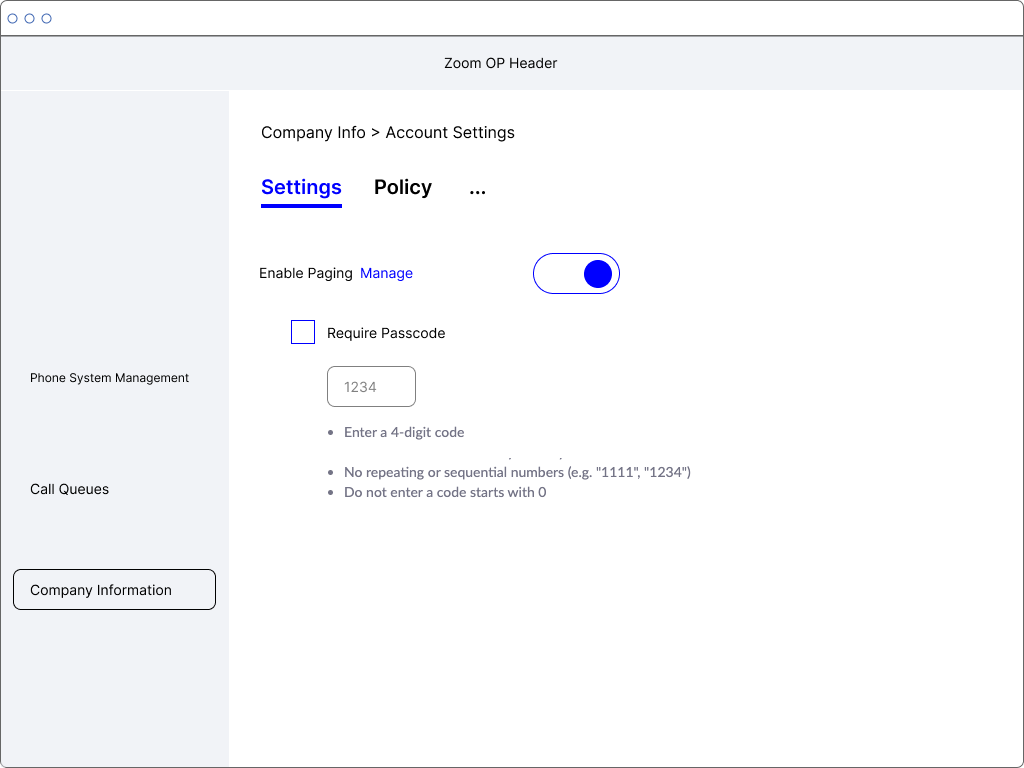 Zoom OP Header
Company Info > Account Settings
Settings Policy ...
Enable Paging Manage
Require Passcode
Phone System Management
1234
• Enter a 4-digit code
• No repeating or sequential numbers (e.g. "1111", "1234")
Call Queues
• Do not enter a code starts with 0
Company Information